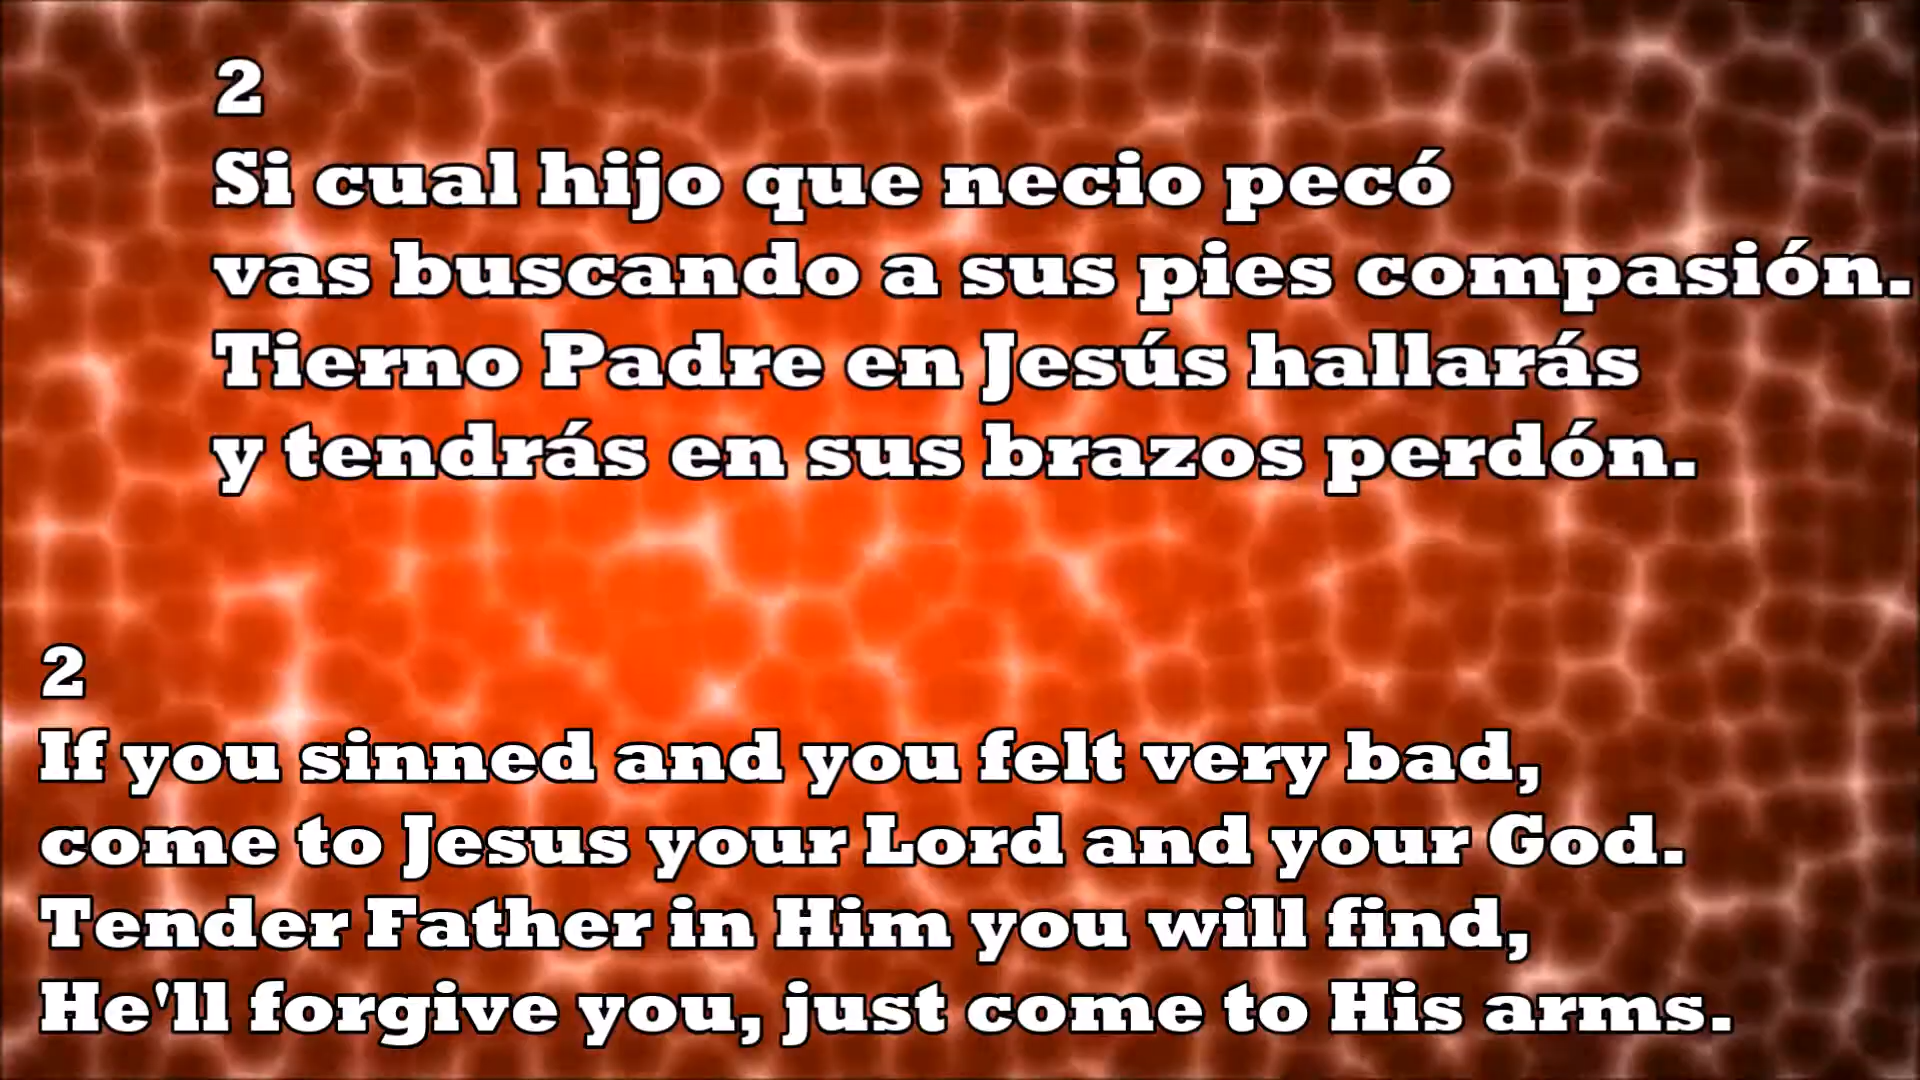 2
Si cual hijo que necio pecó
vas buscando a sus pies compasión.
Tierno Padre en Jesús hallarás
y tendrás en sus brazos perdón.
2
If you sinned and you felt very bad,
come to Jesus your Lord and your God.
Tender Father in Him you will find,
He'll forgive you, just come to His arms.